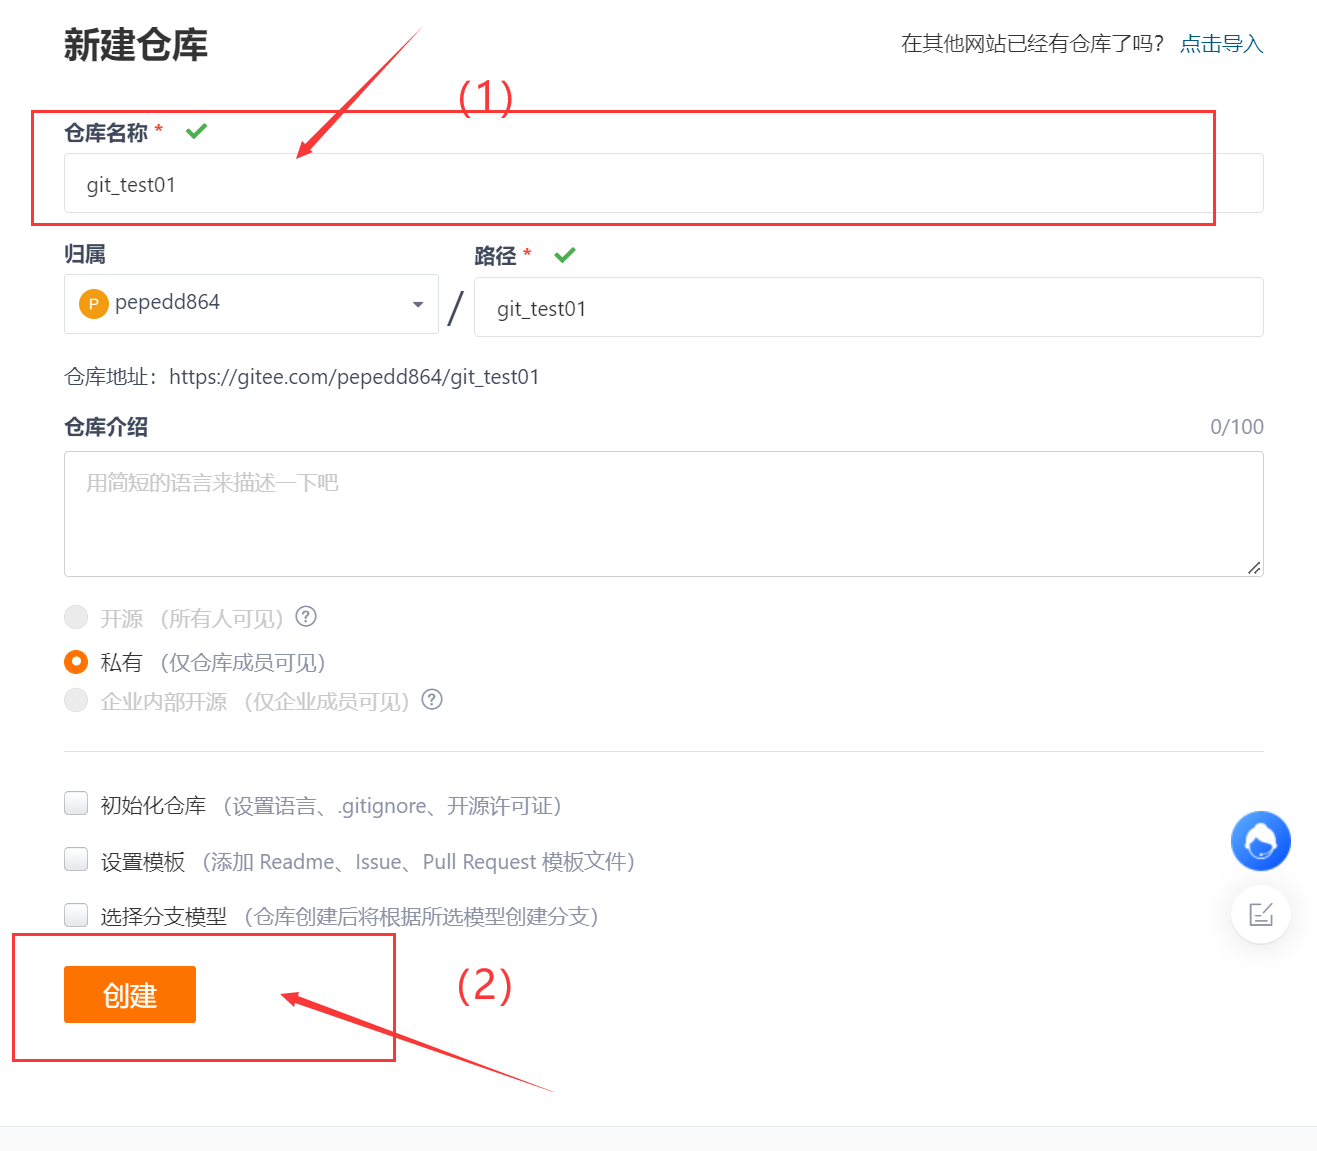 新建仓库
在其他网站已经有仓库了吗? 点击导入
(1)
仓库名称 *
git_test01
归属
路径 *
P pepedd864 / git_test01
仓库地址：https://gitee.com/pepedd864/git_test01
仓库介绍 0/100
用简短的语言来描述一下吧
开源（所有人可见）?
私有（仅仓库成员可见）
企业内部开源（仅企业成员可见）?
初始化仓库（设置语言、.gitignore、开源许可证）
设置模板（添加 Readme、Issue、Pull Request 模板文件）
选择分支模型（仓库创建后将根据所选模型创建分支）
创建
(2)